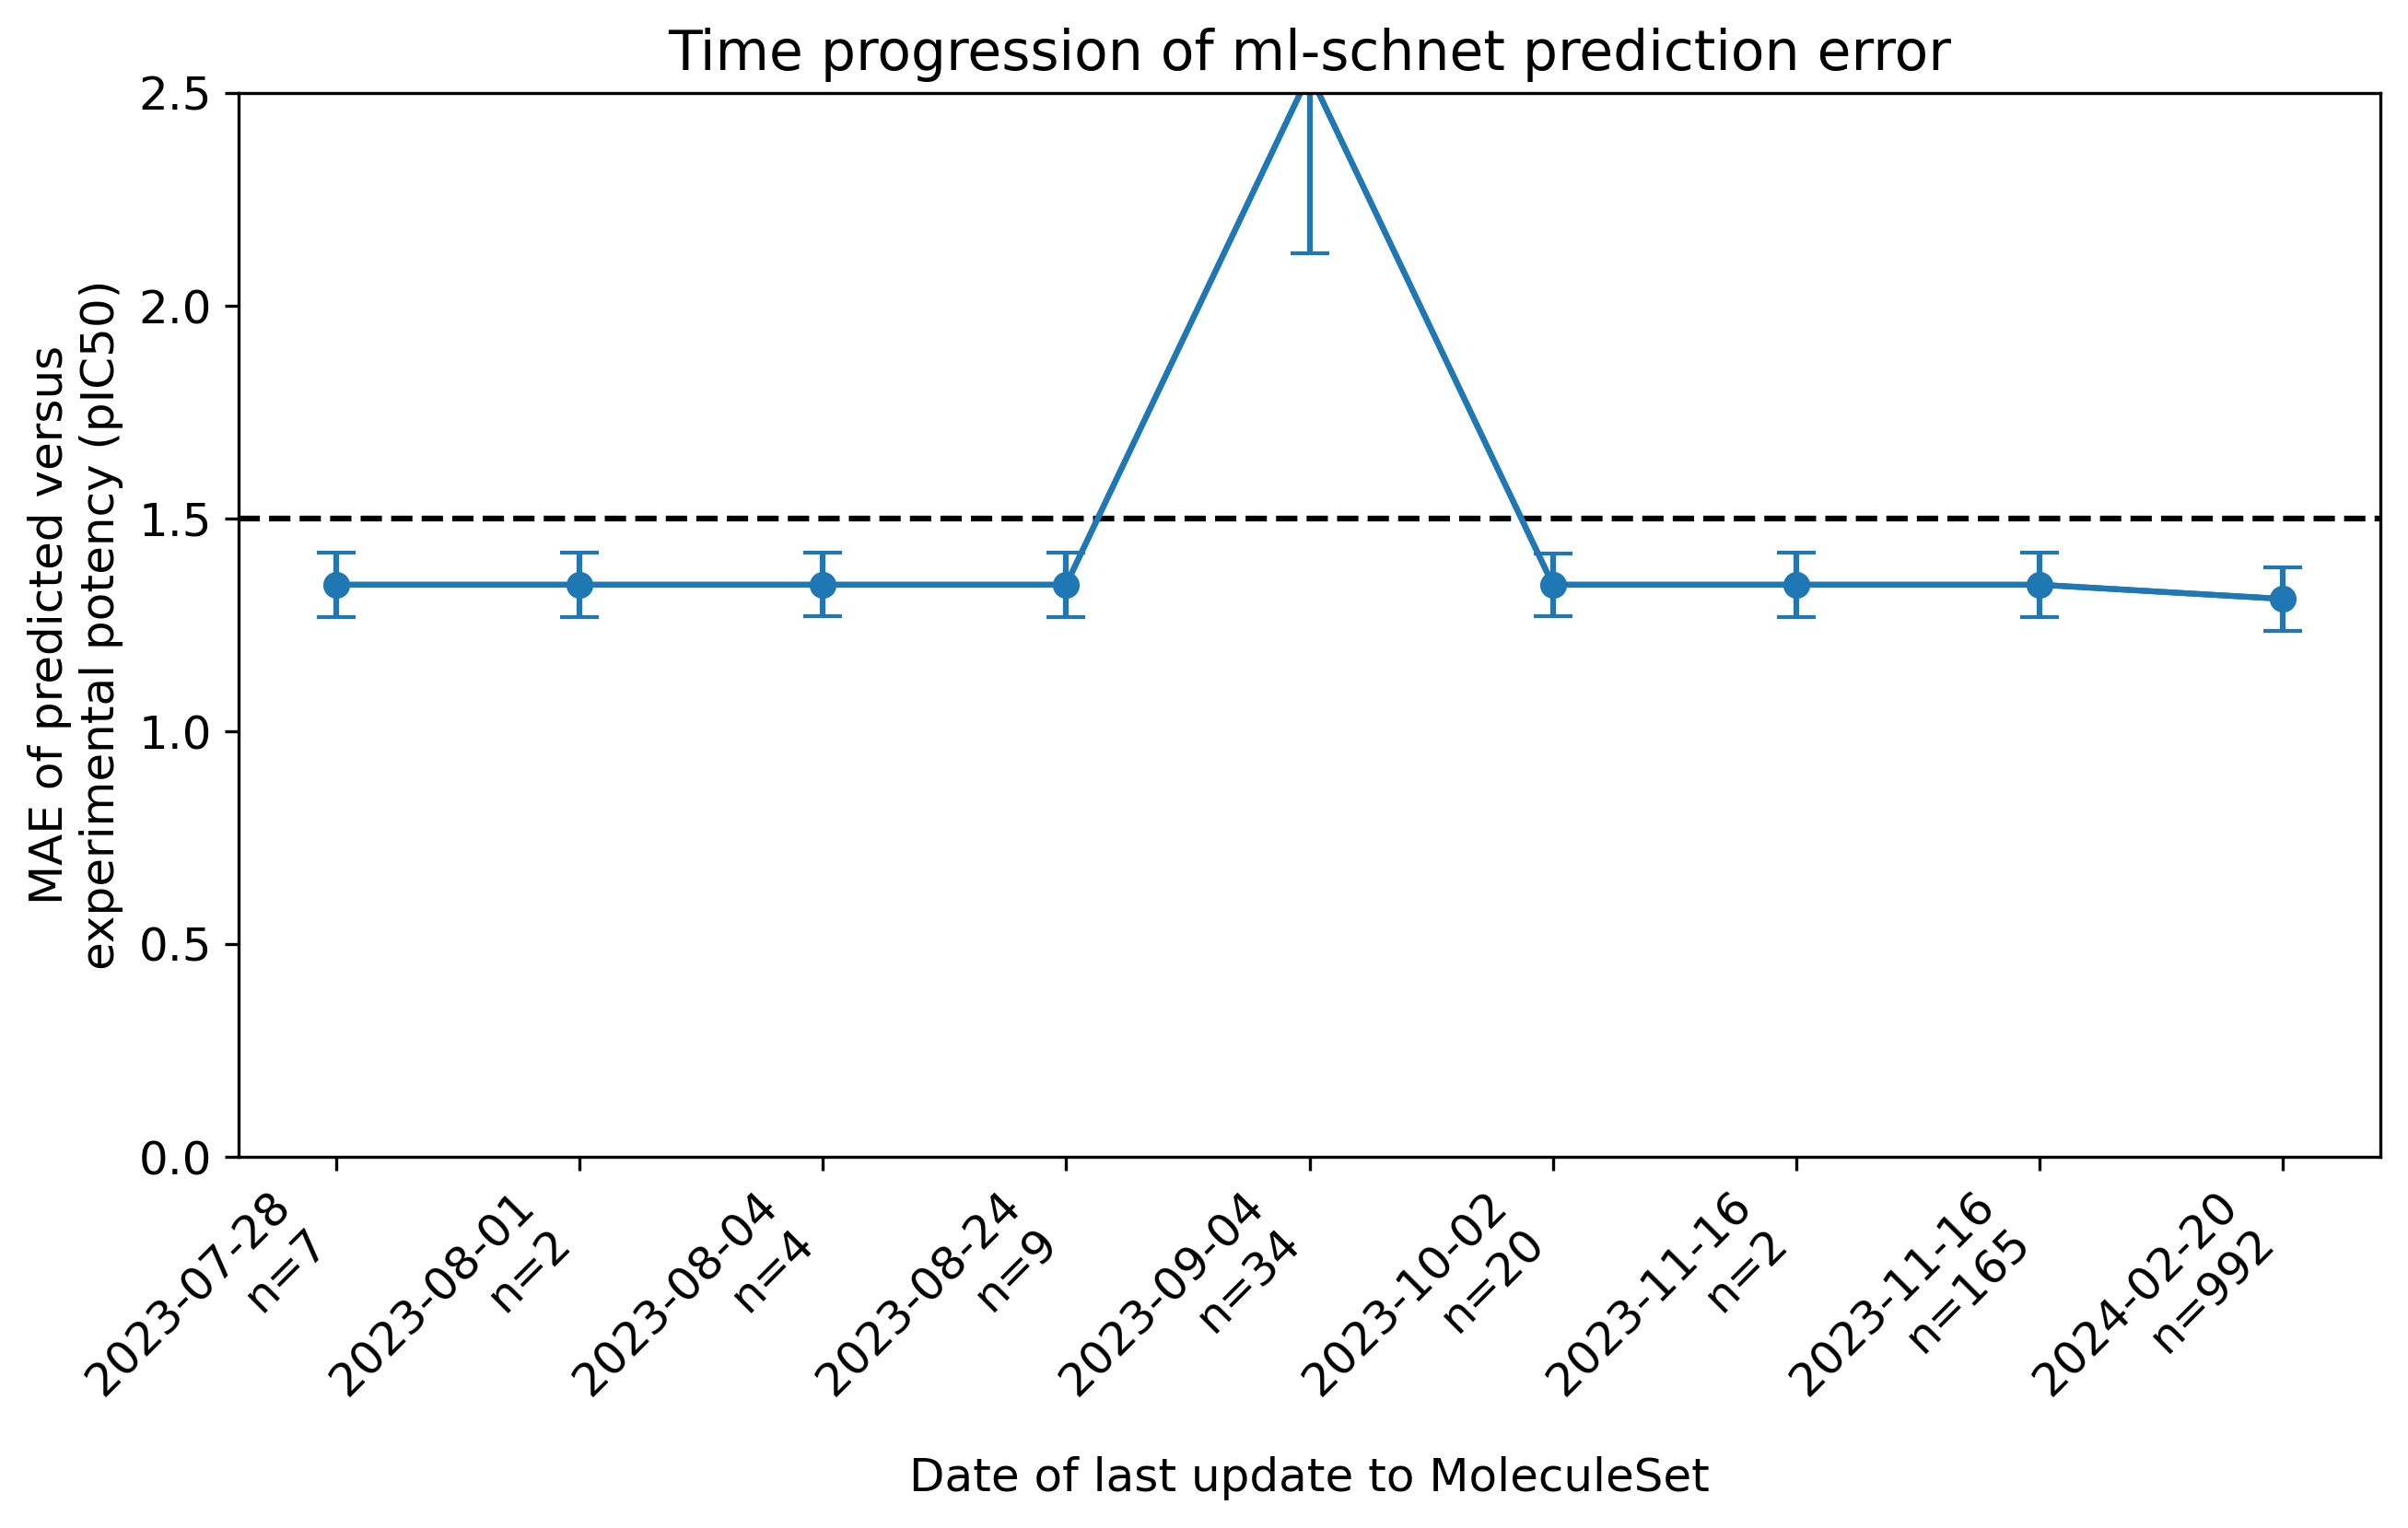 Time progression of ml-schnet prediction error
MAE of predicted versus
experimental potency (pIC50)
2.5
2.0
1.5
1.0
0.5
0.0
2023-07-28
n=7
2023-08-01
n=2
2023-08-04
n=4
2023-08-24
n=9
2023-09-04
n=34
2023-10-02
n=20
2023-11-16
n=2
2023-11-16
n=165
2024-02-20
n=992
Date of last update to MoleculeSet